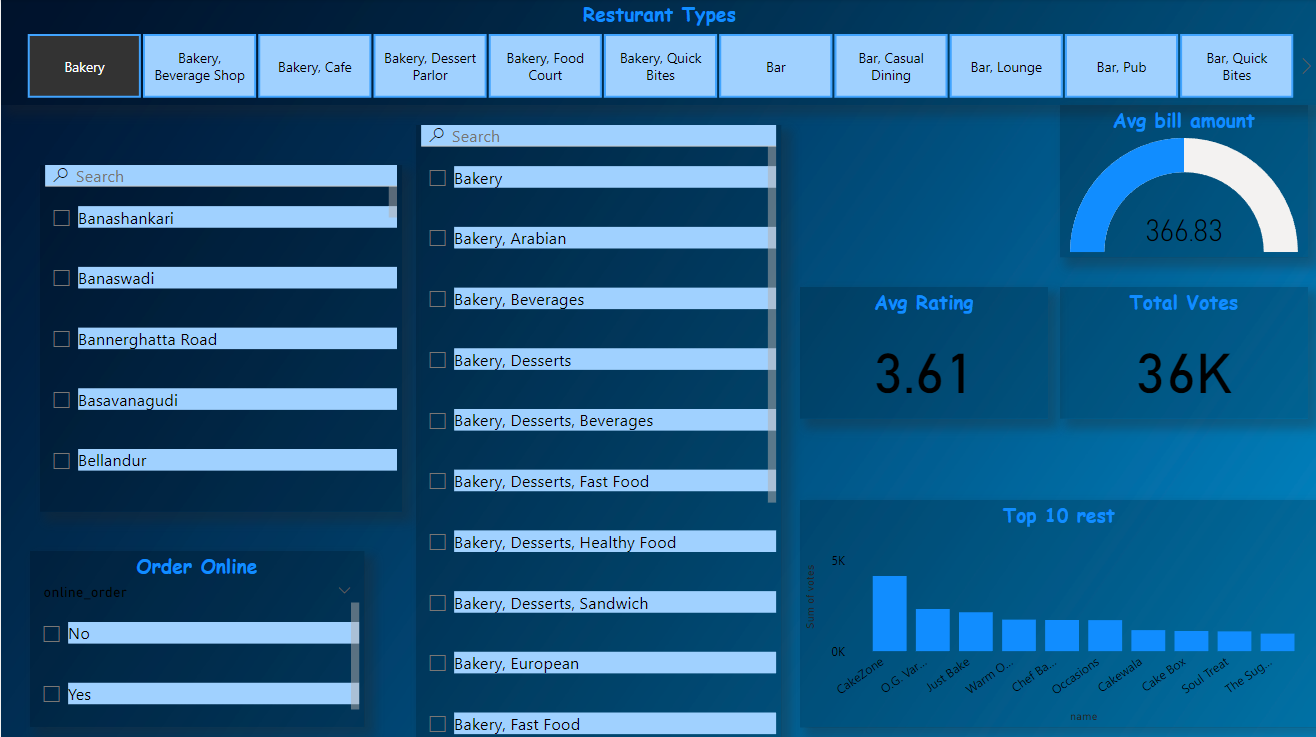 Resturant Types
Bakery
Bakery,
Beverage Shop
Bakery, Cafe
Bakery, Dessert
Parlor
Bakery, Food
Court
Bakery, Quick
Bites
Bar
Bar, Casual
Dining
Bar, Lounge
Bar, Pub
Bar, Quick
Bites
Search
Banashankari
Banaswadi
Bannerghatta Road
Basavanagudi
Bellandur
Order Online
online_order
No
Yes
Search
Bakery
Bakery, Arabian
Bakery, Beverages
Bakery, Desserts
Bakery, Desserts, Beverages
Bakery, Desserts, Fast Food
Bakery, Desserts, Healthy Food
Bakery, Desserts, Sandwich
Bakery, European
Bakery, Fast Food
Avg bill amount
366.83
Avg Rating
3.61
Total Votes
36K
Top 10 rest
Sum of votes
5K
0K
CakeZone
O.G. Var...
Just Bake
Warm O...
Chef Ba...
Occasions
Cakewala
Cake Box
Soul Treat
The Sug...
name